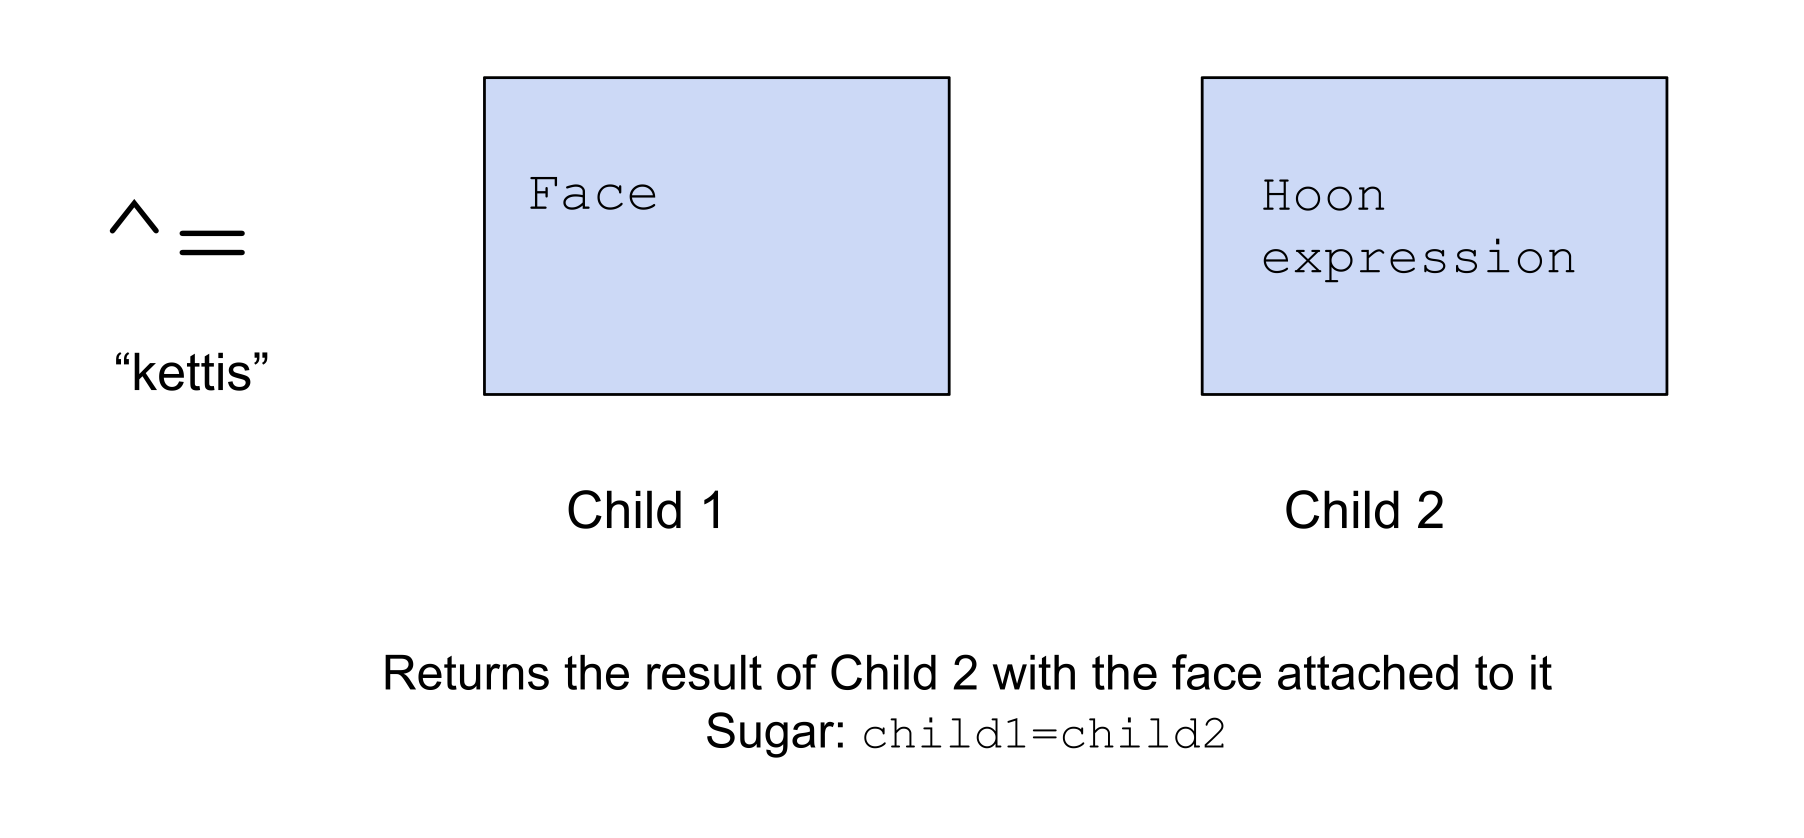 ^=
“kettis”
Face
Hoon
expression
Child 1
Child 2
Returns the result of Child 2 with the face attached to it
Sugar: child1=child2